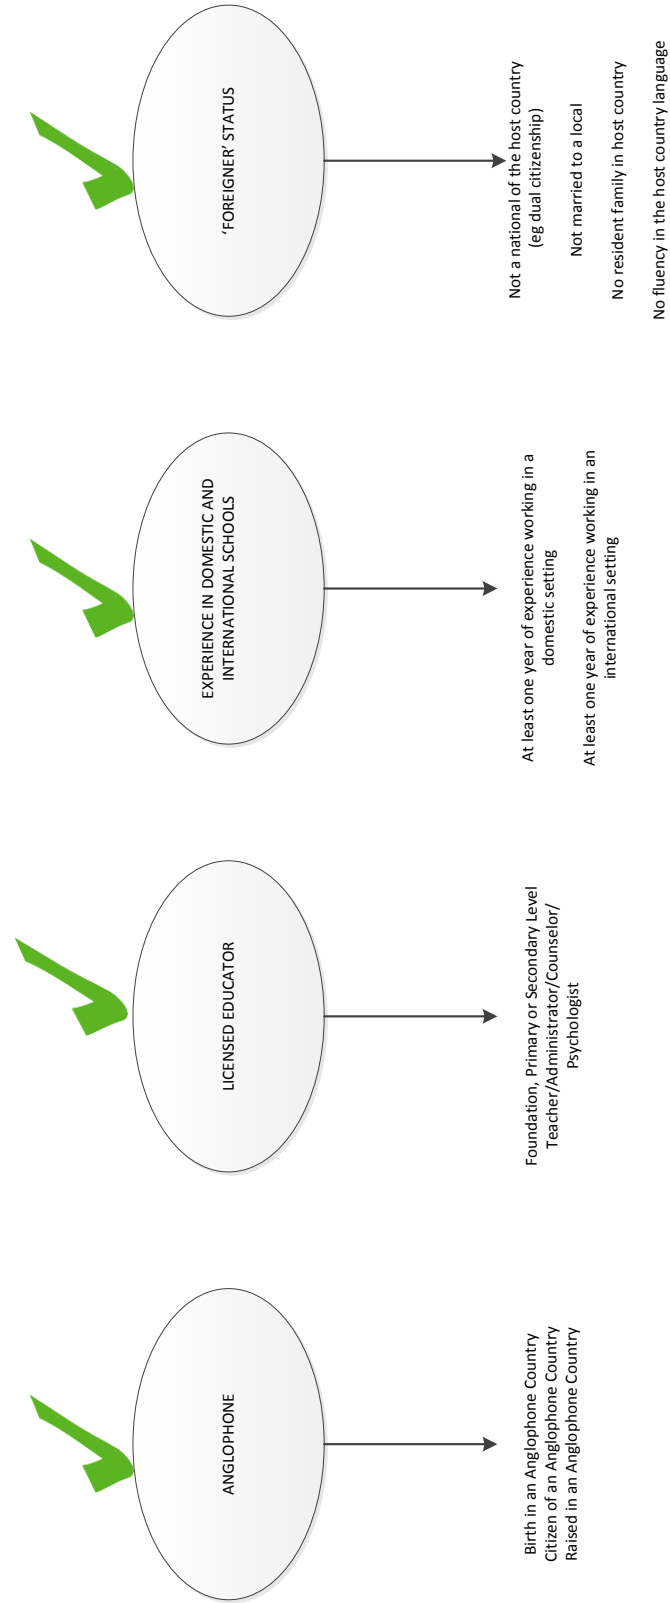 ANGLOPHONE
Birth in an Anglophone Country
Citizen of an Anglophone Country
Raised in an Anglophone Country
LICENSED EDUCATOR
Foundation, Primary or Secondary Level
Teacher/Administrator/Counselor/
Psychologist
EXPERIENCE IN DOMESTIC AND
INTERNATIONAL SCHOOLS
At least one year of experience working in a
domestic setting
At least one year of experience working in an
international setting
‘FOREIGNER’ STATUS
Not a national of the host country
(eg dual citizenship)
Not married to a local
No resident family in host country
No fluency in the host country language